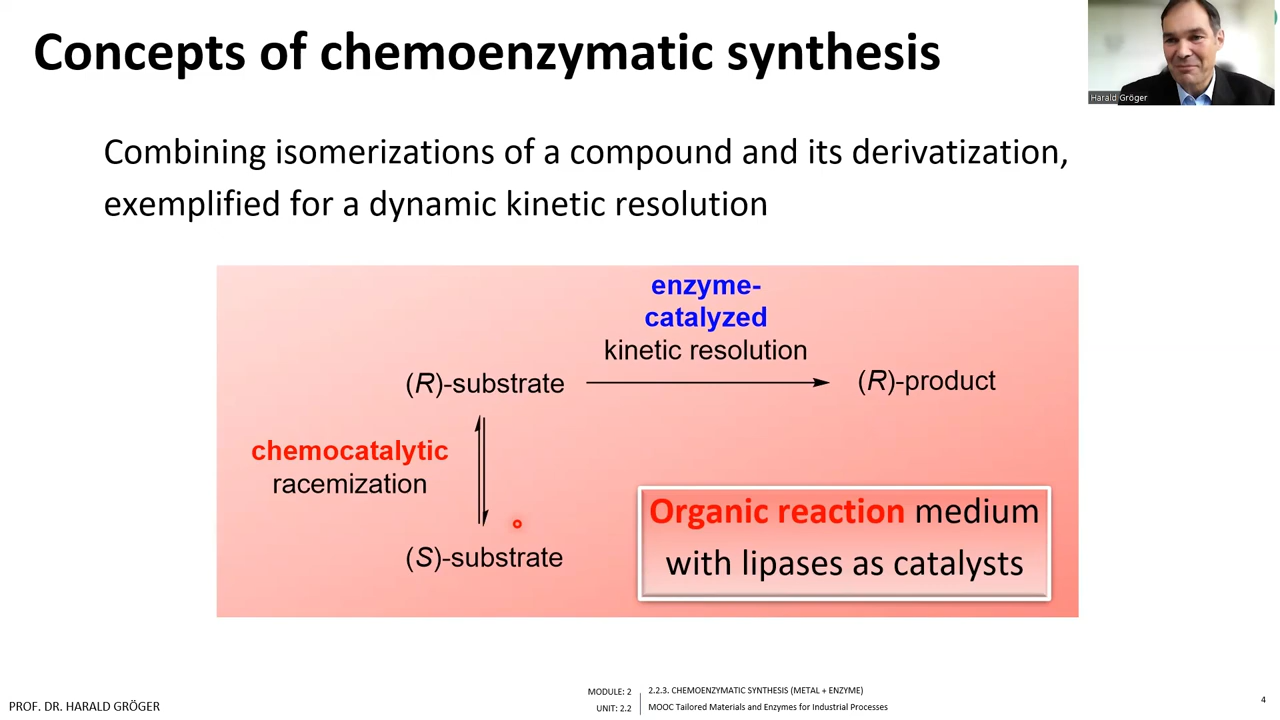 Concepts of chemoenzymatic synthesis
Harald Gröger
Combining isomerizations of a compound and its derivatization,
exemplified for a dynamic kinetic resolution
enzyme-
catalyzed
kinetic resolution
(R)-substrate
(R)-product
chemocatalytic
racemization
(S)-substrate
Organic reaction medium
with lipases as catalysts
PROF. DR. HARALD GRÖGER
MODULE: 2
UNIT: 2.2
2.2.3. CHEMOENZYMATIC SYNTHESIS (METAL + ENZYME)
MOOC Tailored Materials and Enzymes for Industrial Processes
4